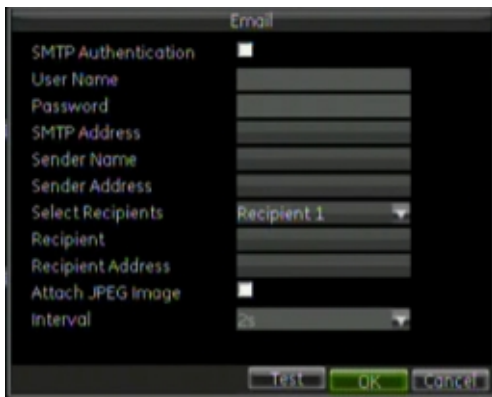 Email
SMTP Authentication
User Name
Password
SMTP Address
Sender Name
Sender Address
Select Recipients Recipient 1
Recipient
Recipient Address
Attach JPEG Image
Interval 2s
Test OK Cancel